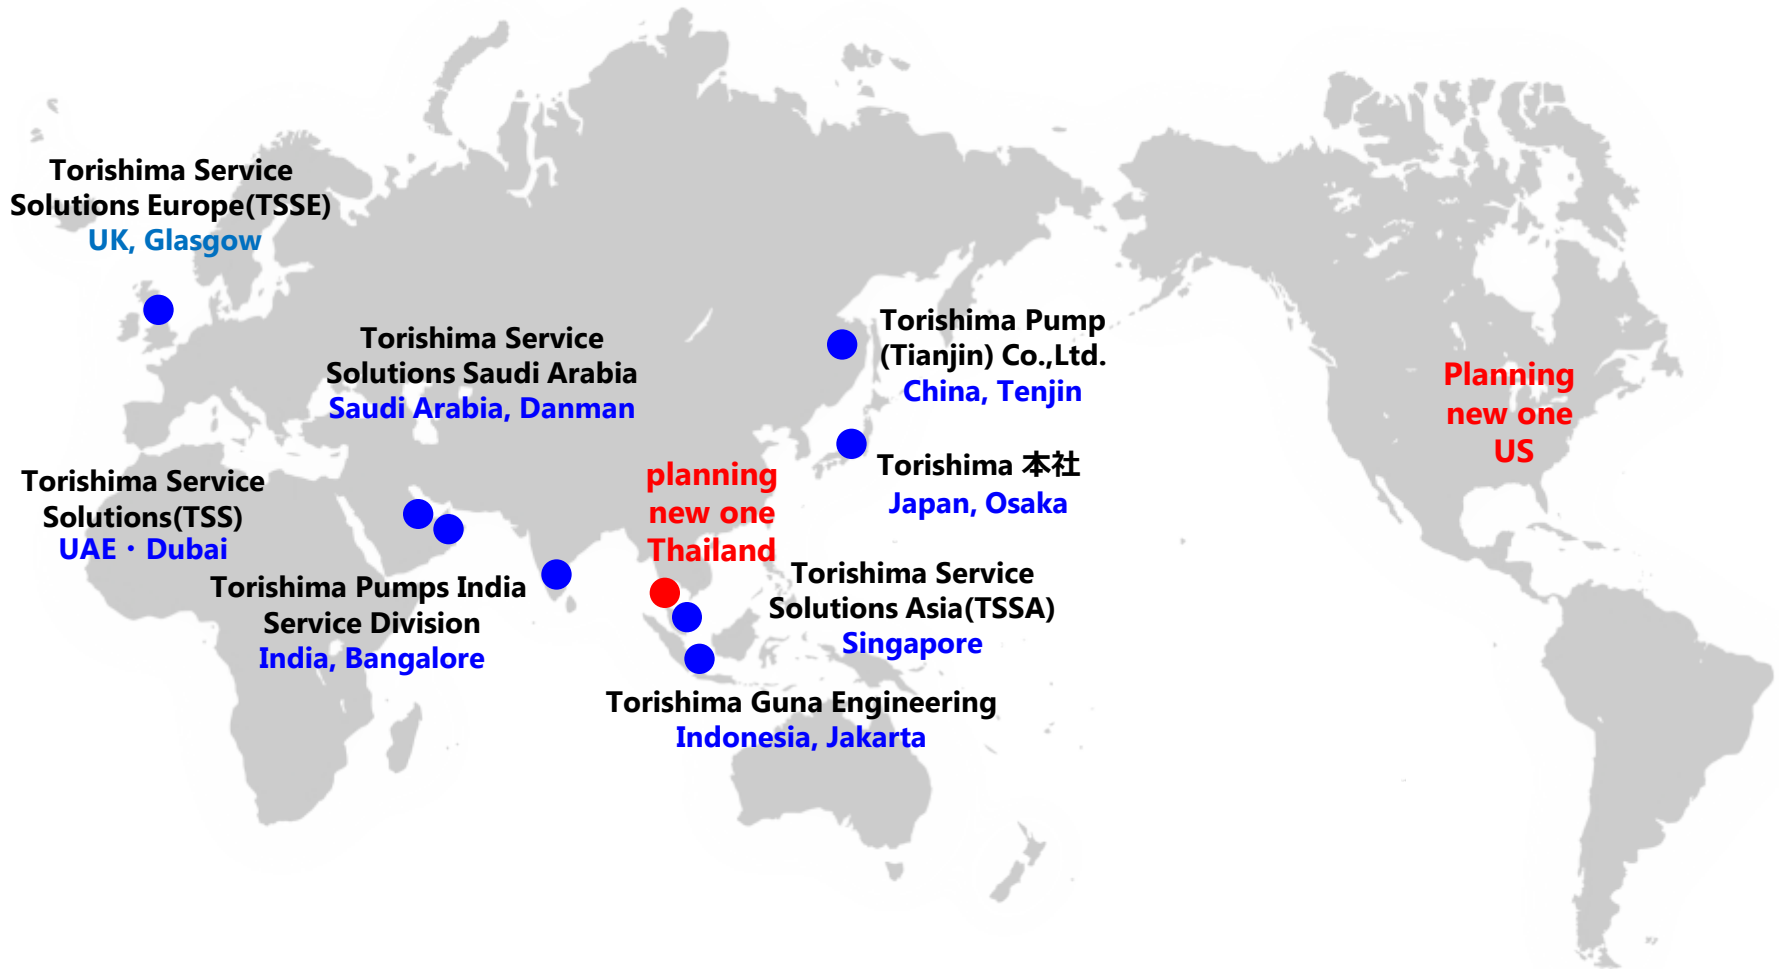 Torishima Service
Solutions Europe(TSSE)
UK, Glasgow
Torishima Service
Solutions Saudi Arabia
Saudi Arabia, Danman
Torishima Pump
(Tianjin) Co.,Ltd.
China, Tenjin
Planning
new one
US
Torishima 本社
Japan, Osaka
planning
new one
Thailand
Torishima Service
Solutions(TSS)
UAE・Dubai
Torishima Pumps India
Service Division
India, Bangalore
Torishima Service
Solutions Asia(TSSA)
Singapore
Torishima Guna Engineering
Indonesia, Jakarta